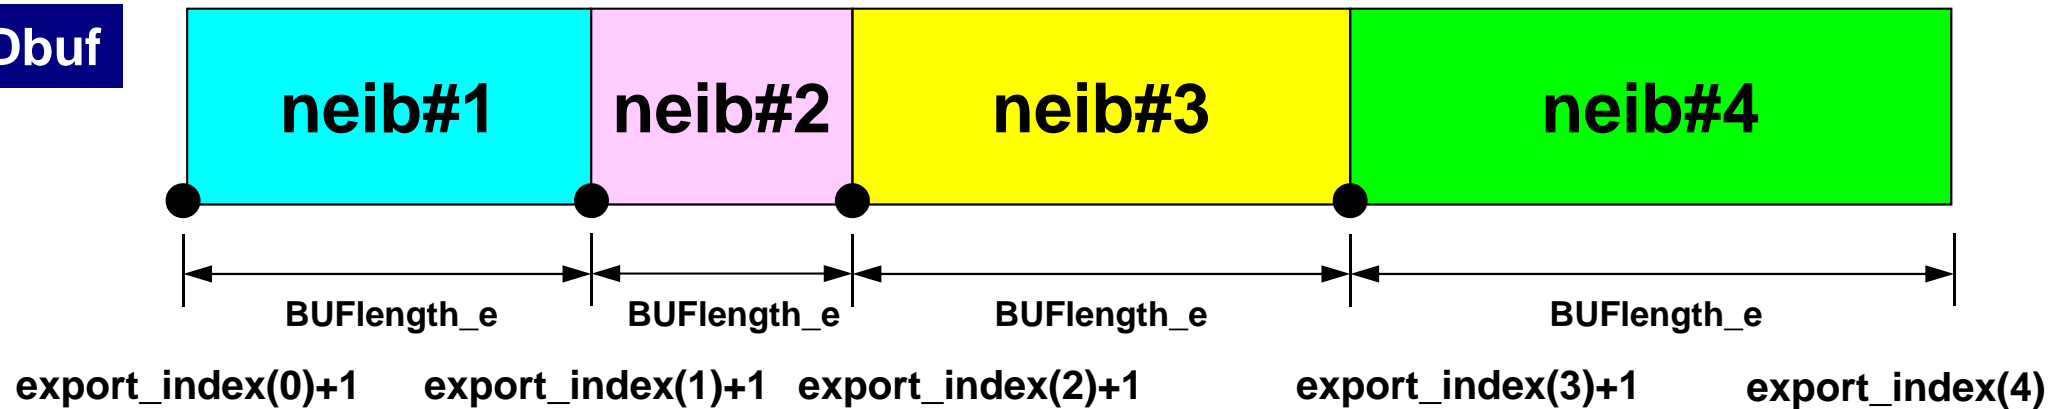 Dbuf
neib#1 neib#2 neib#3 neib#4
BUFlength_e BUFlength_e BUFlength_e BUFlength_e
export_index(0)+1 export_index(1)+1 export_index(2)+1 export_index(3)+1 export_index(4)